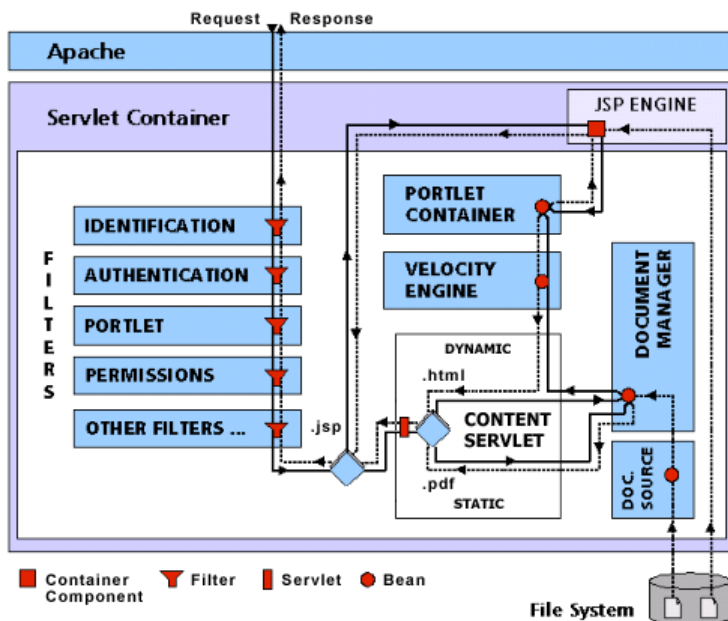 Request Response
Apache
Servlet Container
JSP ENGINE
FILTERS
IDENTIFICATION
AUTHENTICATION
PORTLET
PERMISSIONS
OTHER FILTERS ...
.jsp
PORTLET
CONTAINER
VELOCITY
ENGINE
DYNAMIC
.html
CONTENT
SERVLET
.pdf
STATIC
DOCUMENT
MANAGER
DOC.
SOURCE
Container
Component
Filter
Servlet
Bean
File System